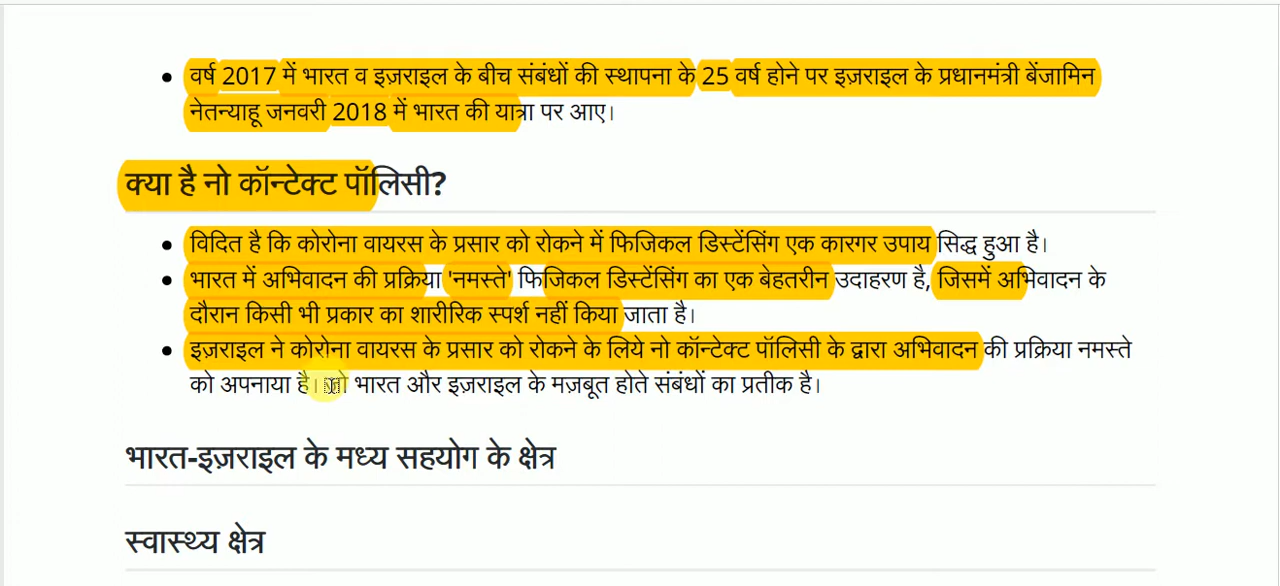 वर्ष 2017 में भारत व इज़राइल के बीच संबंधों की स्थापना के 25 वर्ष होने पर इज़राइल के प्रधानमंत्री बेंजामिन
नेतन्याहू जनवरी 2018 में भारत की यात्रा पर आए।
क्या है नो कॉन्टेक्ट पॉलिसी?
विदित है कि कोरोना वायरस के प्रसार को रोकने में फिजिकल डिस्टेंसिंग एक कारगर उपाय सिद्ध हुआ है।
भारत में अभिवादन की प्रक्रिया 'नमस्ते' फिजिकल डिस्टेंसिंग का एक बेहतरीन उदाहरण है, जिसमें अभिवादन के
दौरान किसी भी प्रकार का शारीरिक स्पर्श नहीं किया जाता है।
इज़राइल ने कोरोना वायरस के प्रसार को रोकने के लिये नो कॉन्टेक्ट पॉलिसी के द्वारा अभिवादन की प्रक्रिया नमस्ते
को अपनाया है। जो भारत और इज़राइल के मज़बूत होते संबंधों का प्रतीक है।
भारत-इज़राइल के मध्य सहयोग के क्षेत्र
स्वास्थ्य क्षेत्र